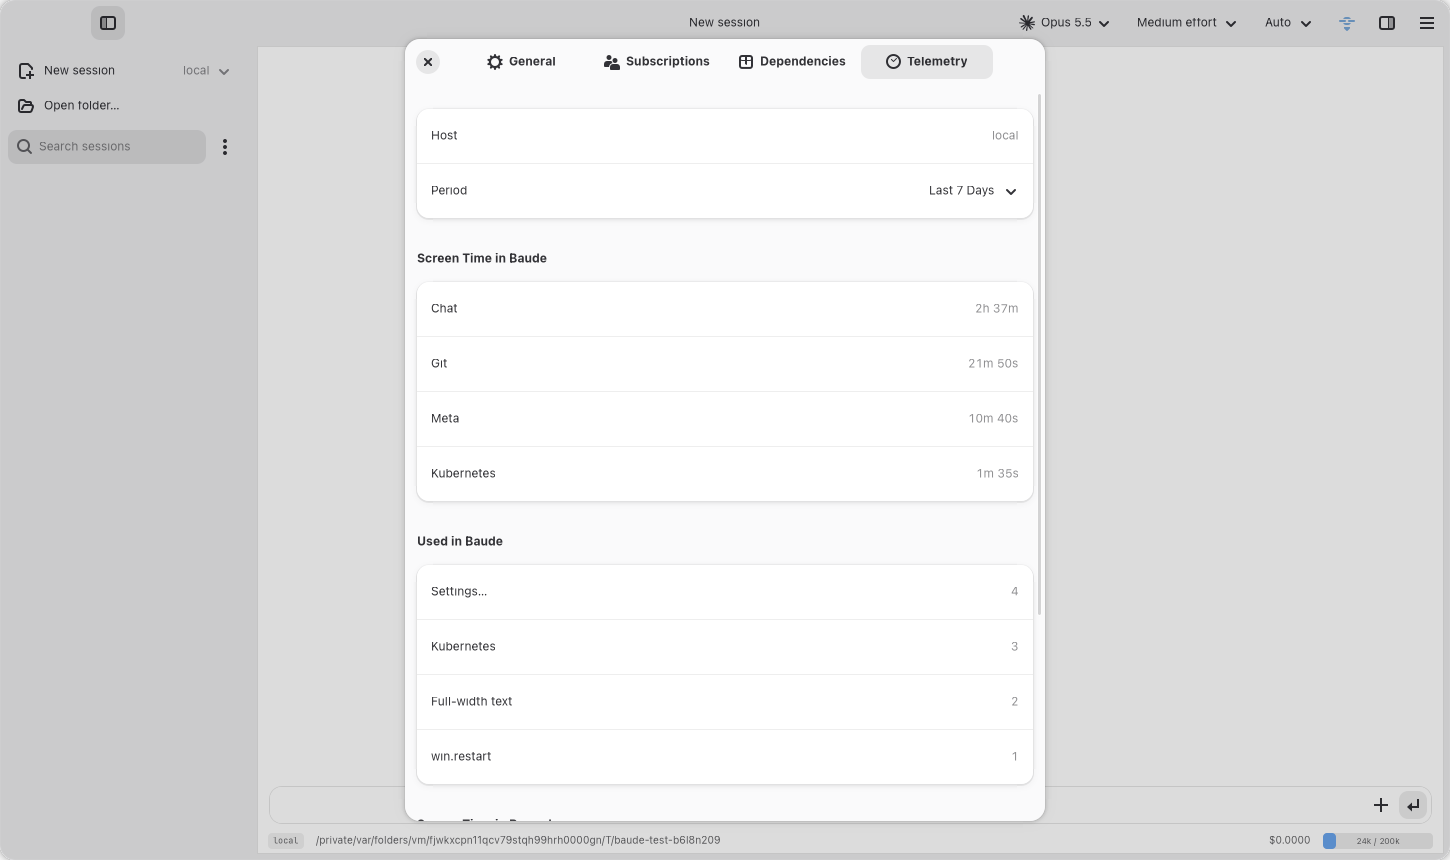 New session
Opus 5.5
Medium effort
Auto
New session
local
Open folder...
Search sessions
General
Subscriptions
Dependencies
Telemetry
Host
local
Period
Last 7 Days
Screen Time in Baude
Chat
2h 37m
Git
21m 50s
Meta
10m 40s
Kubernetes
1m 35s
Used in Baude
Settings...
4
Kubernetes
3
Full-width text
2
win.restart
1
local
/private/var/folders/vm/fjwkxcpn11qcv79stqh99hrh0000gn/T/baude-test-b6l8n209
$0.0000
24k / 200k